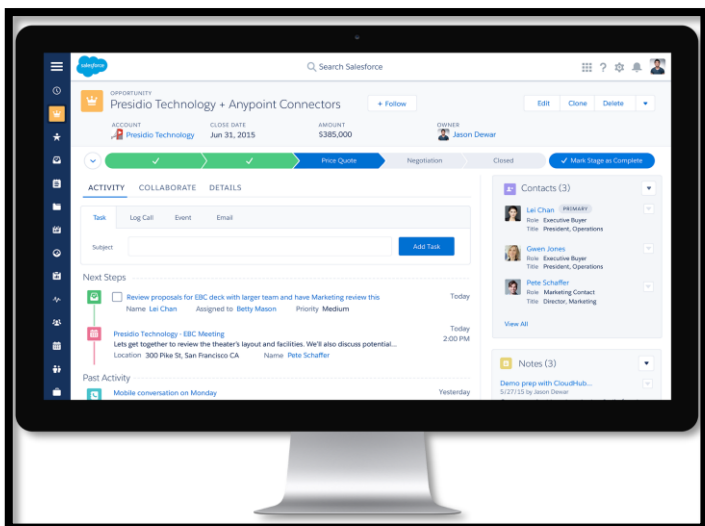 salesforce
Search Salesforce
OPPORTUNITY
Presidio Technology + Anypoint Connectors
+ Follow
Edit Clone Delete
ACCOUNT CLOSE DATE AMOUNT OWNER
Presidio Technology Jun 31, 2015 $385,000 Jason Dewar
Price Quote Negotiation Closed Mark Stage as Complete
ACTIVITY COLLABORATE DETAILS
Task Log Call Event Email
Subject Add Task
Next Steps
Review proposals for EBC deck with larger team and have Marketing review this Today
Name Lei Chan Assigned to Betty Mason Priority Medium
Presidio Technology - EBC Meeting Today
Lets get together to review the theater's layout and facilities. We'll also discuss potential... 2:00 PM
Location 300 Pike St, San Francisco CA Name Pete Schaffer
Past Activity
Mobile conversation on Monday Yesterday
Contacts (3)
Lei Chan PRIMARY
Role Executive Buyer
Title President, Operations
Gwen Jones
Role Executive Buyer
Title President, Operations
Pete Schaffer
Role Marketing Contact
Title Director, Marketing
View All
Notes (3)
Demo prep with CloudHub...
5/27/15 by Jason Dewar